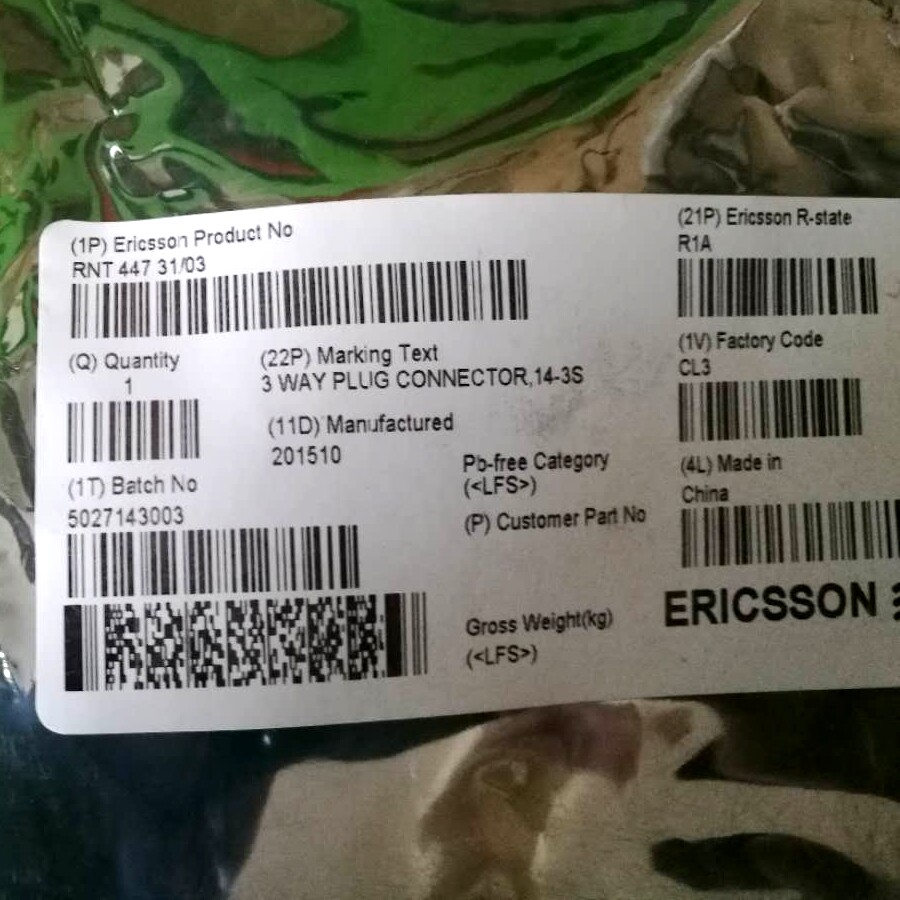 (1P) Ericsson Product No
RNT 447 31/03
(21P) Ericsson R-state
R1A
(Q) Quantity
1
(22P) Marking Text
3 WAY PLUG CONNECTOR,14-3S
(1V) Factory Code
CL3
(11D) Manufactured
201510
(1T) Batch No
5027143003
Pb-free Category
(<LFS>)
(4L) Made in
China
(P) Customer Part No
Gross Weight(kg)
(<LFS>)
ERICSSON